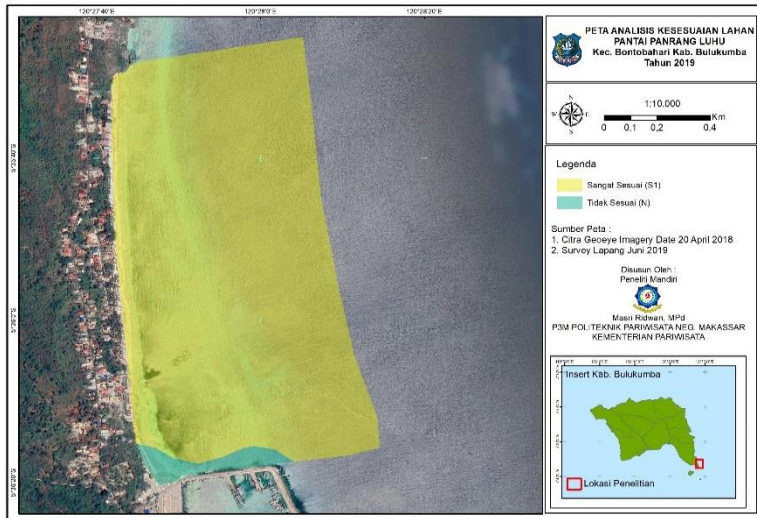 120°27'40"E
120°28'0"E
120°28'20"E
PETA ANALISIS KESESUAIAN LAHAN
PANTAI PANRANG LUHU
Kec. Bontobahari Kab. Bulukumba
Tahun 2019
N
W
E
S
1:10.000
Km
0
0,1
0,2
0,4
Legenda
Sangat Sesuai (S1)
Tidak Sesuai (N)
Sumber Peta :
1. Citra Geoeye Imagery Date 20 April 2018
2. Survey Lapang Juni 2019
Disusun Oleh :
Peneliti Mandiri
Masri Ridwan, MPd
P3M POLITEKNIK PARIWISATA NEG. MAKASSAR
KEMENTERIAN PARIWISATA
Insert Kab. Bulukumba
Lokasi Penelitian